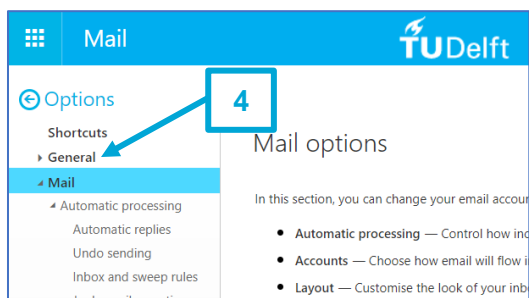 Mail
TUDelft
Options
4
Shortcuts
General
Mail
Automatic processing
Automatic replies
Undo sending
Inbox and sweep rules
Mail options
In this section, you can change your email accour
Automatic processing — Control how inc
Accounts — Choose how email will flow i
Layout — Customise the look of your inb